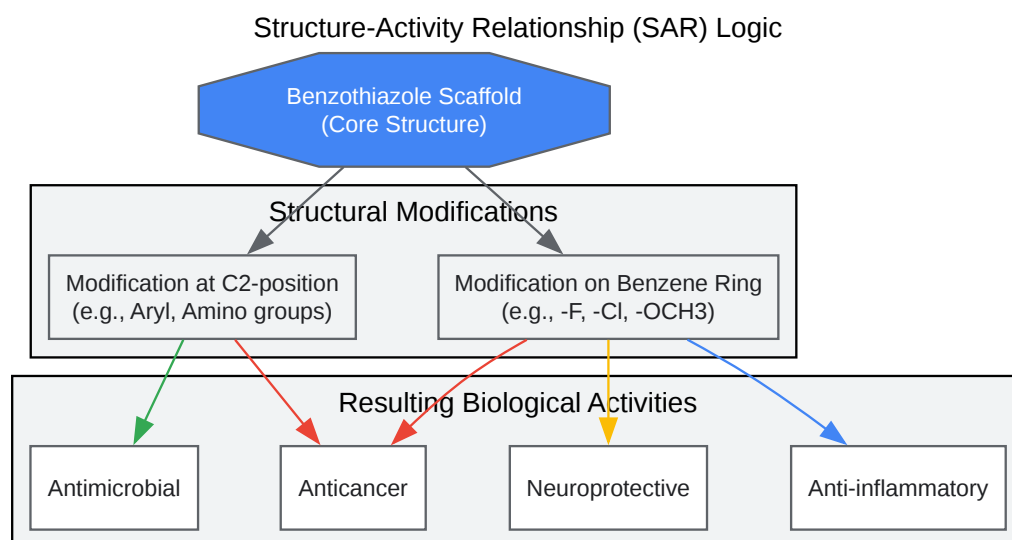 Structure-Activity Relationship (SAR) Logic
Benzothiazole Scaffold
(Core Structure)
Structural Modifications
Modification at C2-position
(e.g., Aryl, Amino groups)
Modification on Benzene Ring
(e.g., -F, -Cl, -OCH3)
Resulting Biological Activities
Antimicrobial
Anticancer
Neuroprotective
Anti-inflammatory